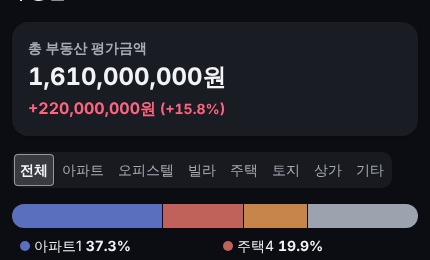 총 부동산 평가금액
1,610,000,000원
+220,000,000원 (+15.8%)
전체 아파트 오피스텔 빌라 주택 토지 상가 기타
아파트1 37.3% 주택4 19.9%